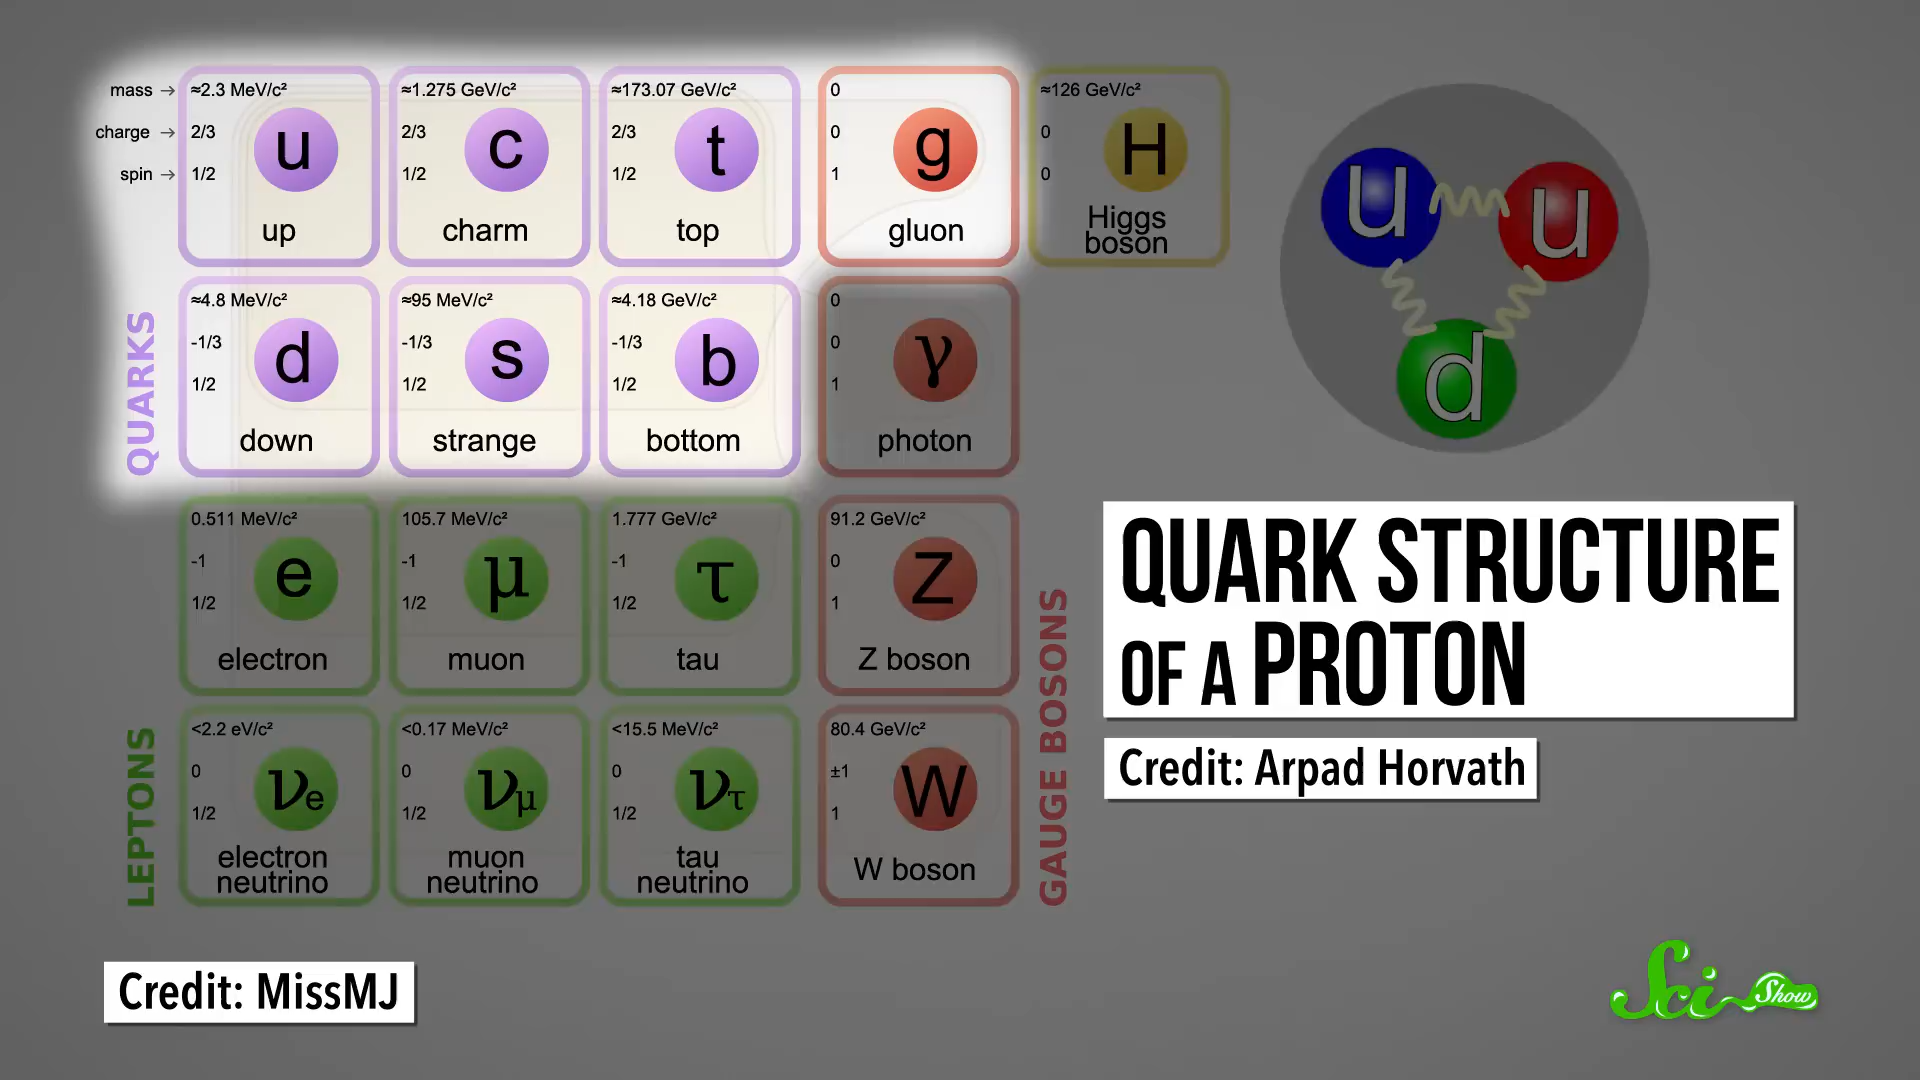 mass → ≈2.3 MeV/c²
charge → 2/3
spin → 1/2
u
up
≈1.275 GeV/c²
2/3
1/2
c
charm
≈173.07 GeV/c²
2/3
1/2
t
top
0
0
1
g
gluon
≈126 GeV/c²
0
0
H
Higgs
boson
QUARKS
≈4.8 MeV/c²
-1/3
1/2
d
down
≈95 MeV/c²
-1/3
1/2
s
strange
≈4.18 GeV/c²
-1/3
1/2
b
bottom
0
0
1
γ
photon
LEPTONS
0.511 MeV/c²
-1
1/2
e
electron
105.7 MeV/c²
-1
1/2
μ
muon
1.777 GeV/c²
-1
1/2
τ
tau
91.2 GeV/c²
0
1
Z
Z boson
<2.2 eV/c²
0
1/2
νe
electron
neutrino
<0.17 MeV/c²
0
1/2
νμ
muon
neutrino
<15.5 MeV/c²
0
1/2
ντ
tau
neutrino
80.4 GeV/c²
±1
1
W
W boson
GAUGE BOSONS
u
u
d
QUARK STRUCTURE
OF A PROTON
Credit: Arpad Horvath
Credit: MissMJ
Sci Show